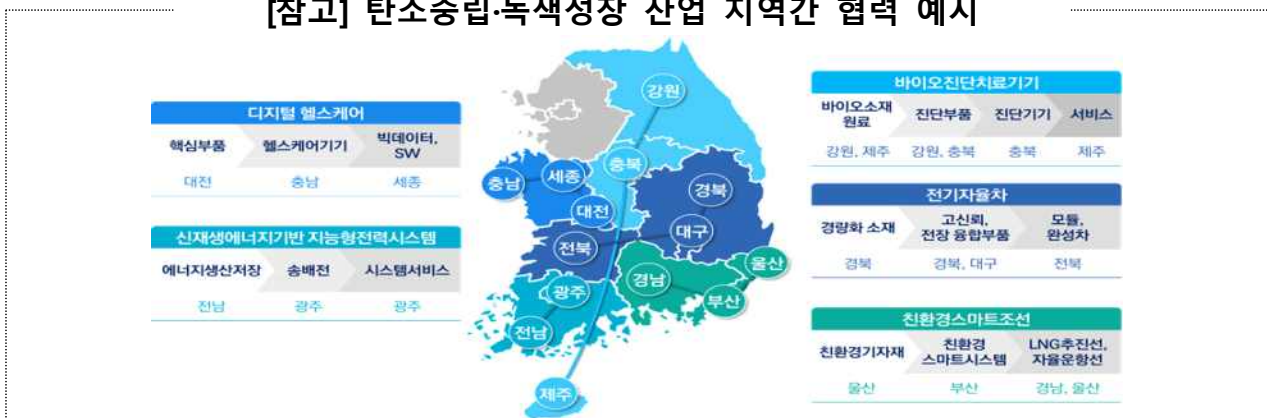 [참고] 탄소중립·녹색성장 산업 지역간 협력 예시
디지털 헬스케어
핵심부품 헬스케어기기 빅데이터,
SW
대전 충남 세종
신재생에너지기반 지능형전력시스템
에너지생산저장 송배전 시스템서비스
전남 광주 광주
강원
충북
충남
세종
대전
경북
대구
전북
울산
경남
부산
광주
전남
제주
바이오진단치료기기
바이오소재
원료 진단부품 진단기기 서비스
강원, 제주 강원, 충북 충북 제주
전기자율차
경량화 소재 고신뢰,
전장 융합부품 모듈,
완성차
경북 경북, 대구 전북
친환경스마트조선
친환경기자재 친환경
스마트시스템 LNG추진선,
자율운항선
울산 부산 경남, 울산